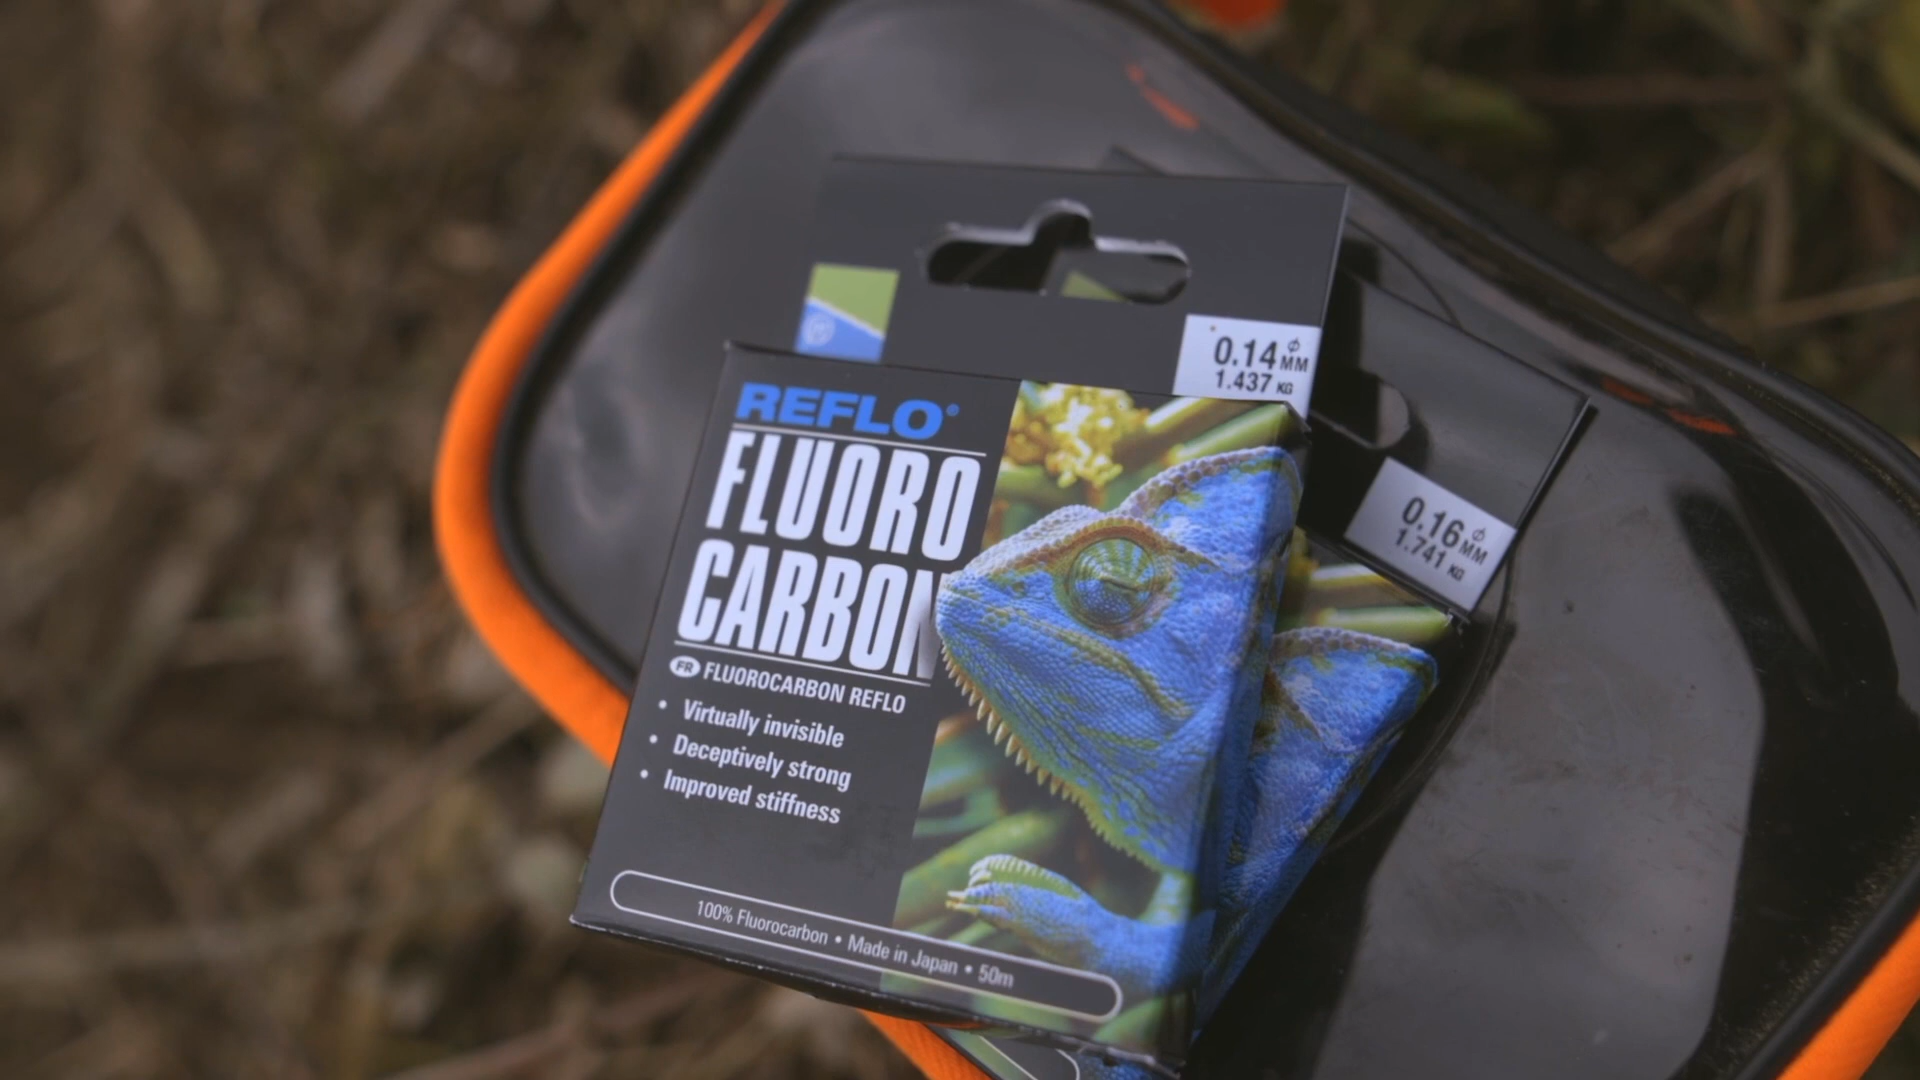 0.14 ϕ MM
1.437 KG
REFLO®
FLUORO
CARBON
FR FLUOROCARBON REFLO
• Virtually invisible
• Deceptively strong
• Improved stiffness
100% Fluorocarbon • Made in Japan • 50m
0.16 ϕ MM
1.741 KG